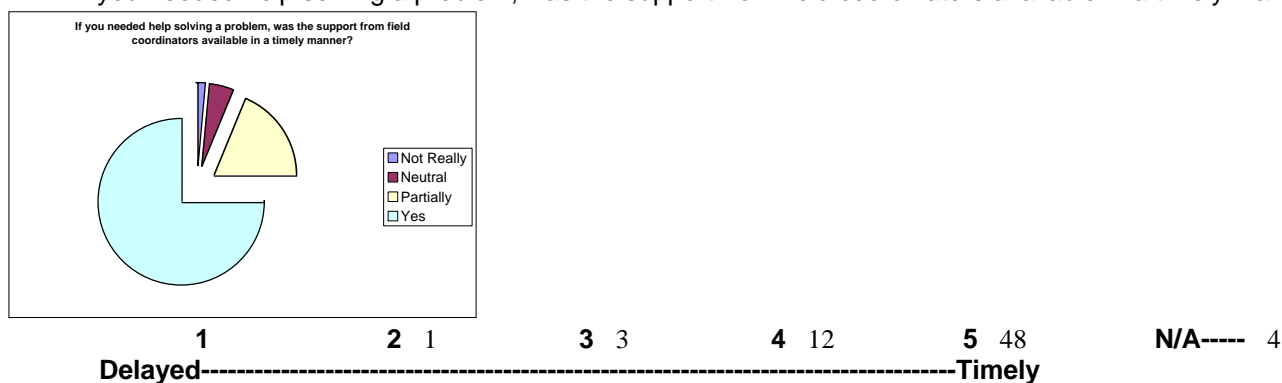 If you needed help solving a problem, was the support from field
coordinators available in a timely manner?
Not Really
Neutral
Partially
Yes
1 2 1 3 3 4 12 5 48 N/A----- 4
Delayed-------------------------------------------------------------------------------------Timely